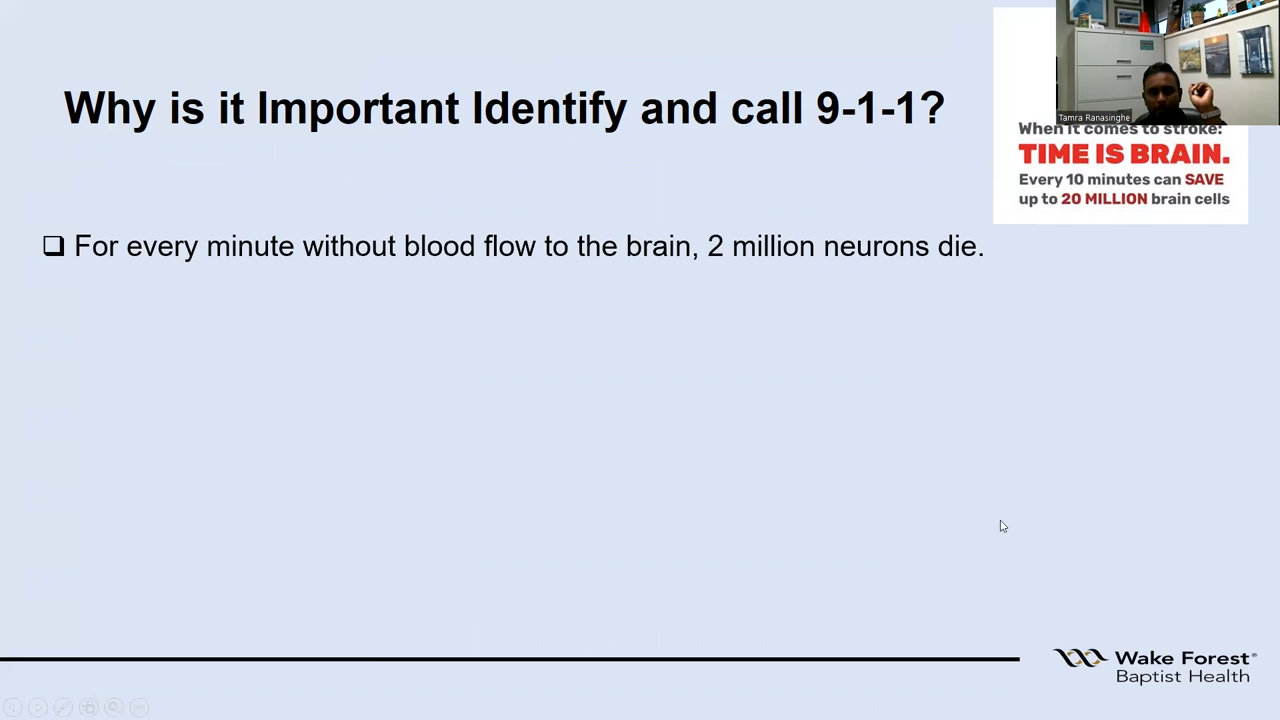 Why is it Important Identify and call 9-1-1?
Tamra Ranasinghe
When it comes to stroke:
TIME IS BRAIN.
Every 10 minutes can SAVE
up to 20 MILLION brain cells
❑ For every minute without blood flow to the brain, 2 million neurons die.
Wake Forest®
Baptist Health